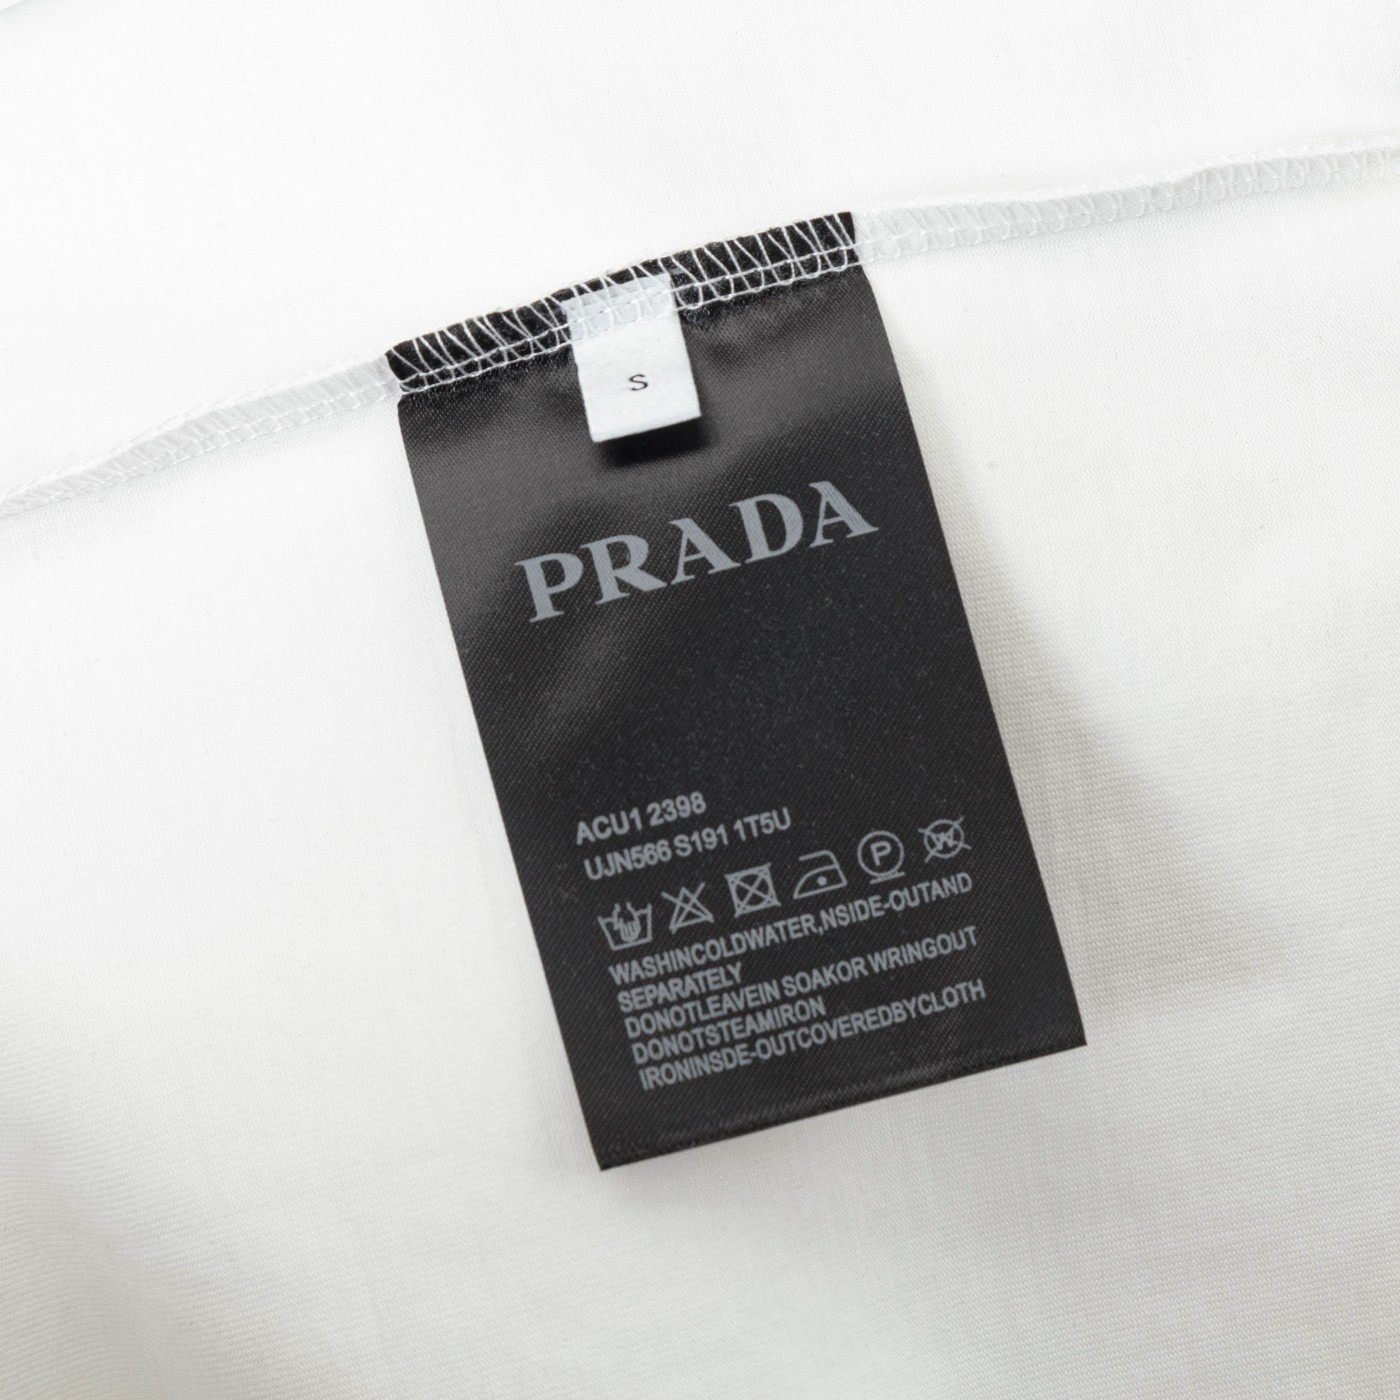 S
PRADA
ACU1 2398
UJN566 S191 1T5U
P
W
WASHINCOLDWATER,NSIDE-OUTAND
SEPARATELY
DONOTLEAVEIN SOAKOR WRINGOUT
DONOTSTEAMIRON
IRONINSDE-OUTCOVEREDBYCLOTH